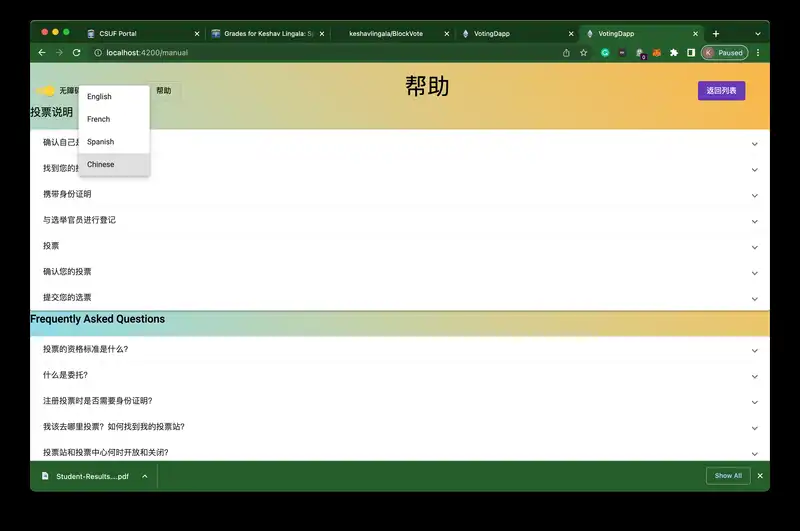 CSUF Portal
Grades for Keshav Lingala: S
keshavlingala/BlockVote
VotingDapp
VotingDapp
localhost:4200/manual
K Paused
无障
帮助
帮助
返回列表
English
French
Spanish
Chinese
投票说明
确认自己是
找到您的
携带身份证明
与选举官员进行登记
投票
确认您的投票
提交您的选票
Frequently Asked Questions
投票的资格标准是什么?
什么是委托?
注册投票时是否需要身份证明?
我该去哪里投票? 如何找到我的投票站?
投票站和投票中心何时开放和关闭?
Student-Results....pdf
Show All